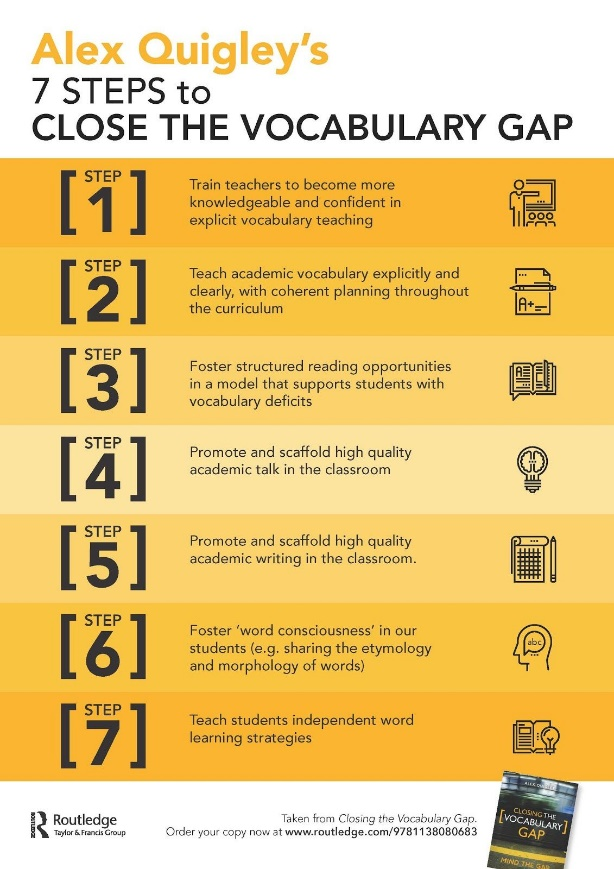 Alex Quigley's
7 STEPS to
CLOSE THE VOCABULARY GAP
STEP
1
Train teachers to become more
knowledgeable and confident in
explicit vocabulary teaching
STEP
2
Teach academic vocabulary explicitly and
clearly, with coherent planning throughout
the curriculum
A+
STEP
3
Foster structured reading opportunities
in a model that supports students with
vocabulary deficits
STEP
4
Promote and scaffold high quality
academic talk in the classroom
STEP
5
Promote and scaffold high quality
academic writing in the classroom.
STEP
6
Foster 'word consciousness' in our
students (e.g. sharing the etymology
and morphology of words)
abc
STEP
7
Teach students independent word
learning strategies
ROUTLEDGE
Routledge
Taylor & Francis Group
Taken from Closing the Vocabulary Gap.
Order your copy now at www.routledge.com/9781138080683
CLOSING THE
[VOCABULARY]
GAP
MIND THE GAP